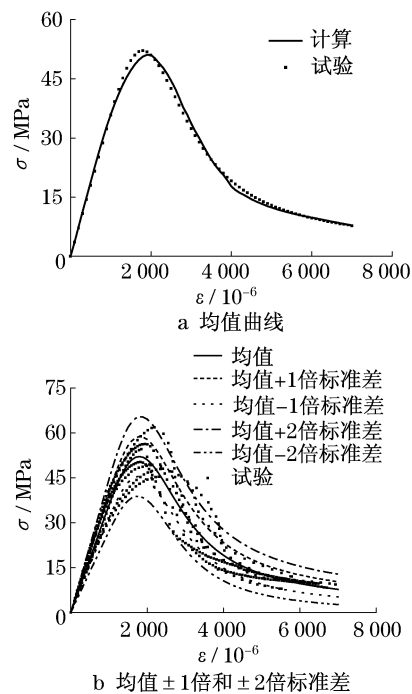 60
计算
试验
45
σ / MPa
30
15
0
2 000
4 000
6 000
8 000
ε / 10⁻⁶
a 均值曲线
均值
75
均值+1倍标准差
均值−1倍标准差
60
均值+2倍标准差
均值−2倍标准差
45
试验
σ / MPa
30
15
0
2 000
4 000
6 000
8 000
ε / 10⁻⁶
b 均值±1倍和±2倍标准差